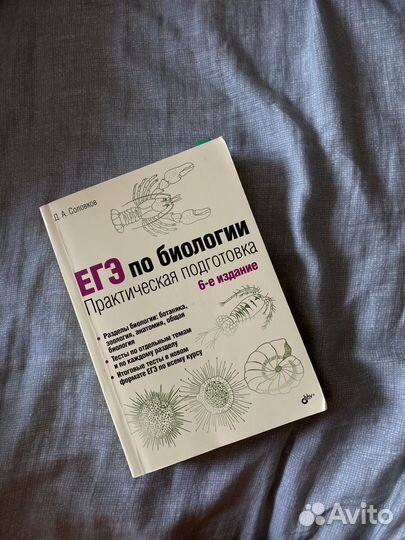 Д. А. Соловков
ЕГЭ по биологии
Практическая подготовка
6-е издание
• Разделы биологии: ботаника,
зоология, анатомия, общая
биология
• Тесты по отдельным темам
и по каждому разделу
• Итоговые тесты в новом
формате ЕГЭ по всему курсу
bhv®
Avito